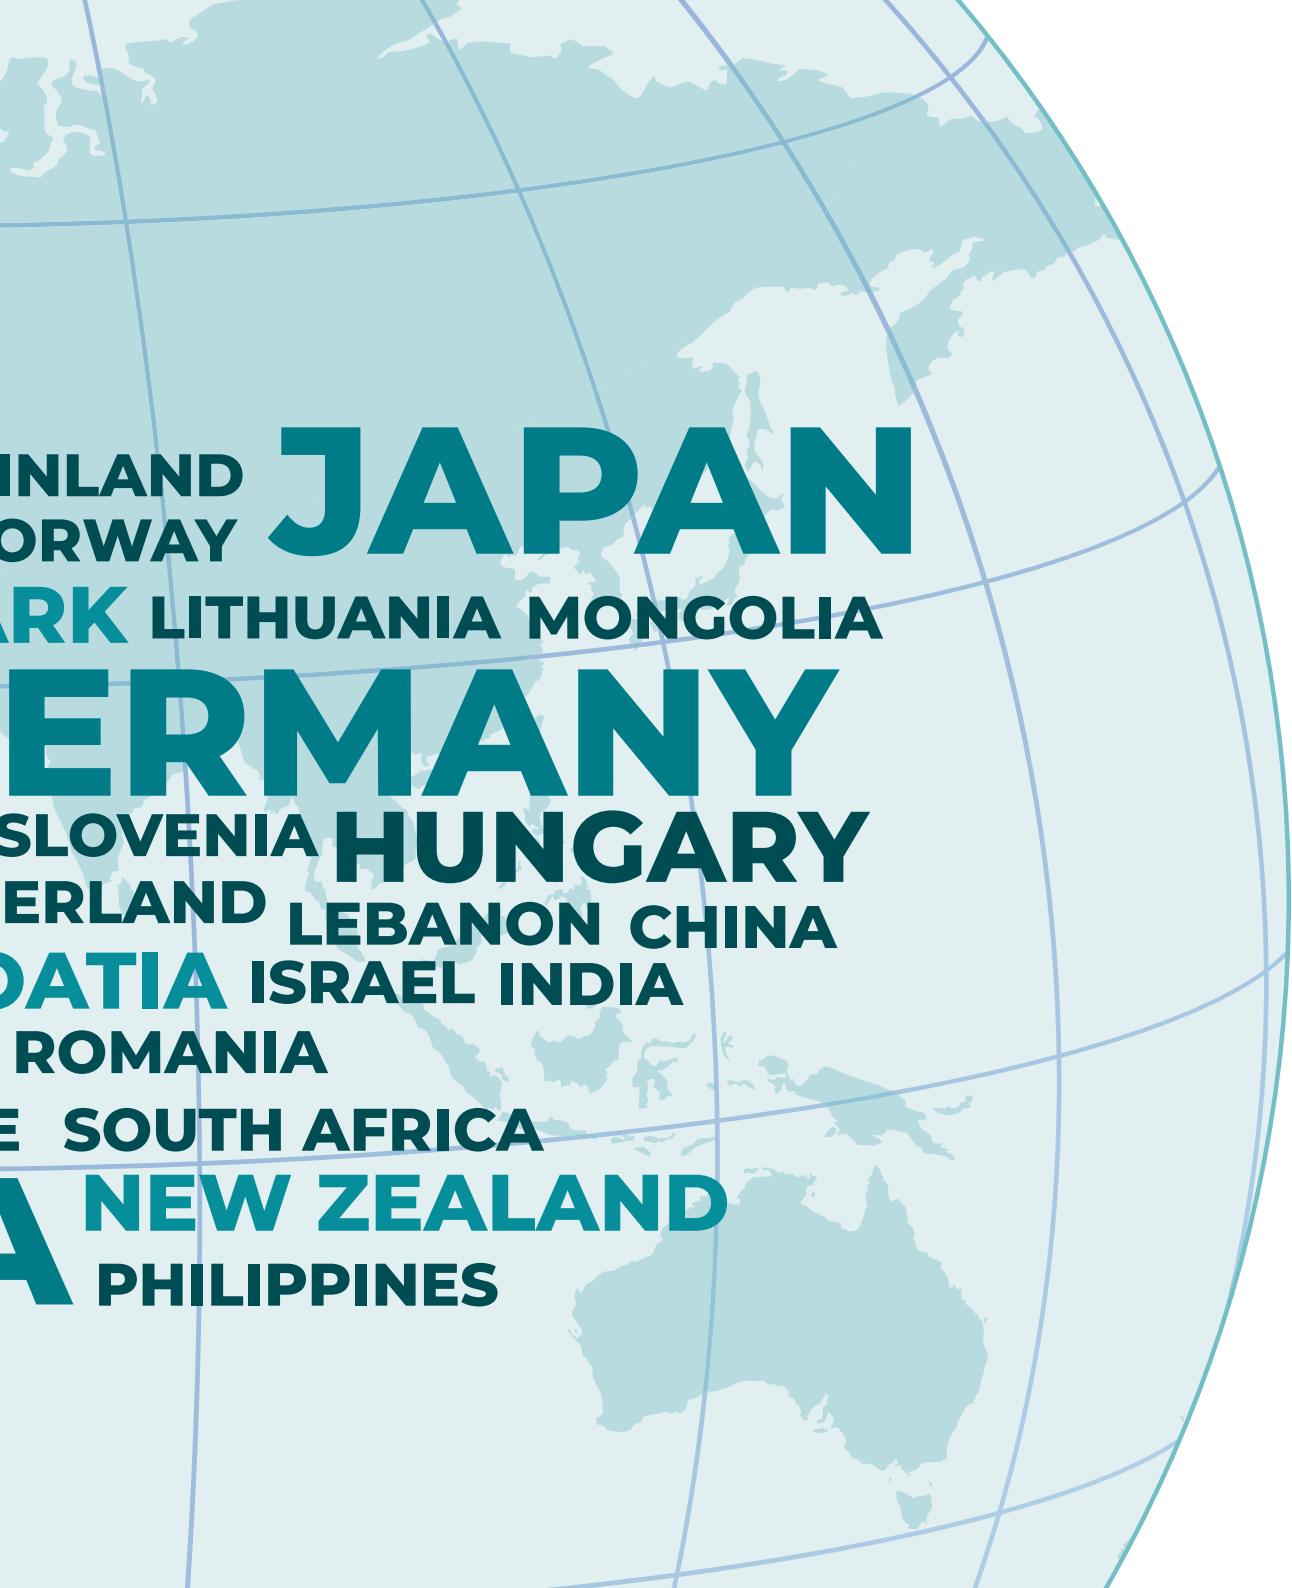 INLAND
JAPAN
ORWAY
ARK LITHUANIA MONGOLIA
ERMANY
SLOVENIA HUNGARY
ERLAND
LEBANON CHINA
OATIA ISRAEL INDIA
ROMANIA
E SOUTH AFRICA
A NEW ZEALAND
PHILIPPINES